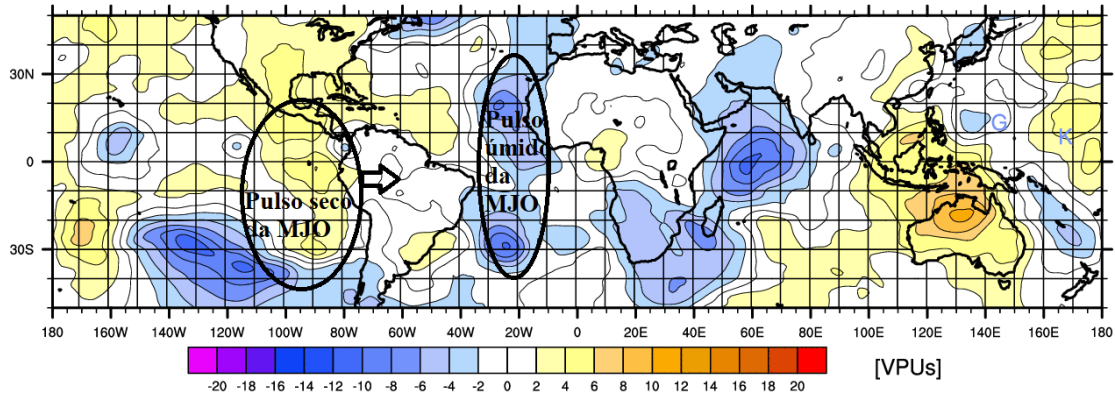 30N
0
30S
Pulso seco
da MJO
Pulso
úmido
da
MJO
G
K
180 160W 140W 120W 100W 80W 60W 40W 20W 0 20E 40E 60E 80E 100E 120E 140E 160E 180
-20 -18 -16 -14 -12 -10 -8 -6 -4 -2 0 2 4 6 8 10 12 14 16 18 20
[VPUs]